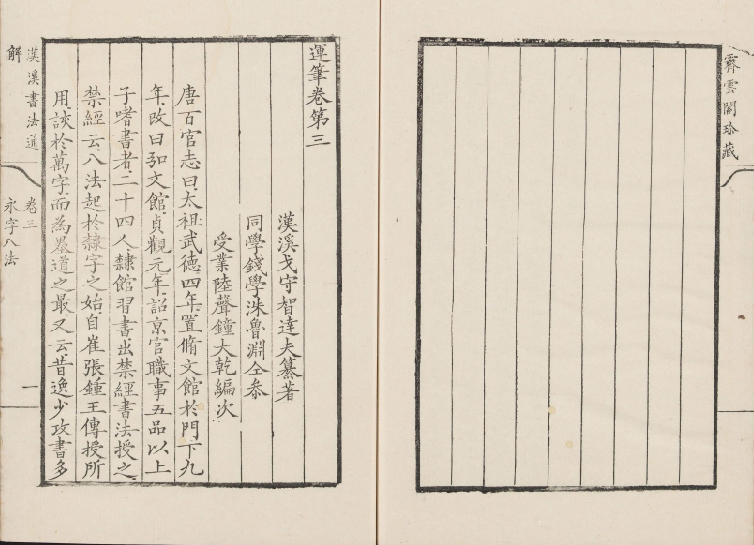 霽雲閣珍藏
運筆卷第三
漢溪戈守智達夫纂著
同學錢學洙魯淵仝叅
受業陸聲鐘大乾編次
唐百官志曰太祖武德四年置脩文館於門下九
年改曰弘文館貞觀元年詔京官職事五品以上
子嗜書者二十四人隸館習書出禁經書法授之
禁經云八法起於隸字之始自崔張鍾王傳授所
用該於萬字而為墨道之最又云昔逸少攻書多
漢溪書法通
解
卷三
永字八法
一